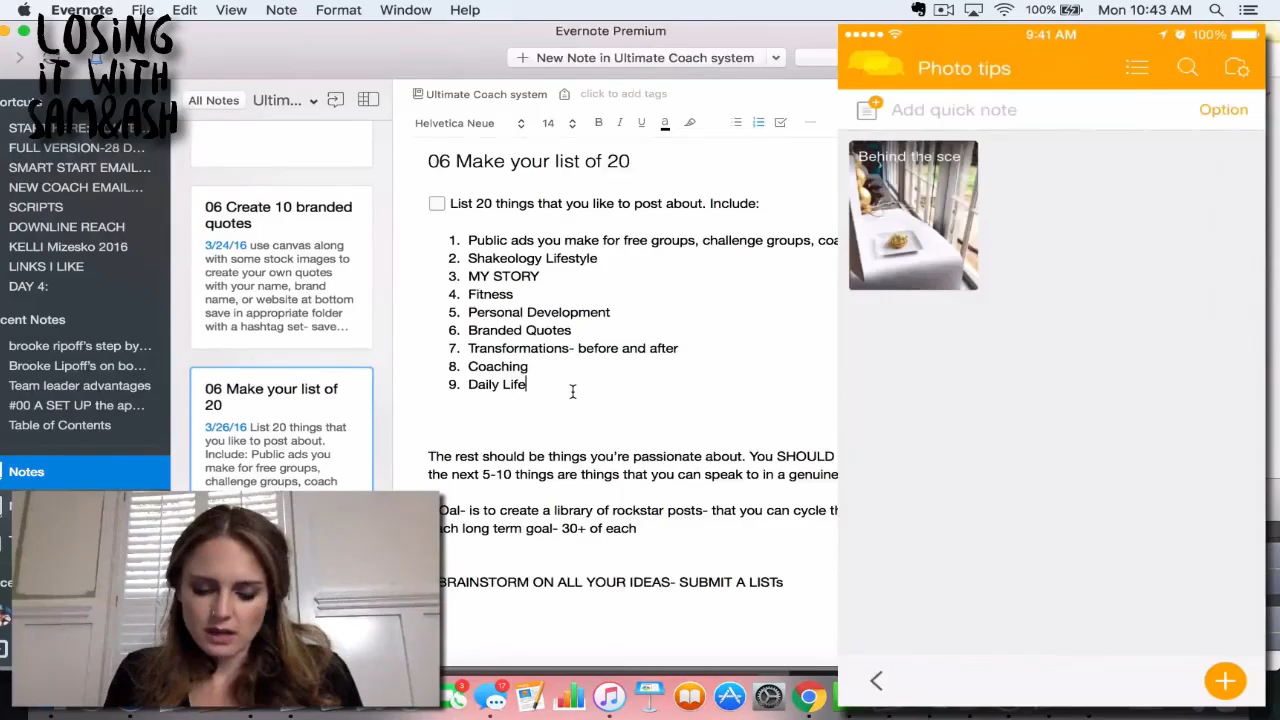 Evernote
File
Edit
View
Note
Format
Window
Help
100%
Mon 10:43 AM
LOSING
iT WiTH
SAM&ASH
Evernote Premium
New Note in Ultimate Coach system
START HERE:
FULL VERSION-28 D...
SMART START EMAIL...
NEW COACH EMAIL...
SCRIPTS
DOWNLINE REACH
KELLI Mizesko 2016
LINKS I LIKE
DAY 4:
cent Notes
brooke ripoff's step by...
Brooke Lipoff's on bo...
Team leader advantages
#00 A SET UP the ap...
Table of Contents
Notes
All Notes
Ultim...
06 Create 10 branded
quotes
3/24/16 use canvas along
with some stock images to
create your own quotes
with your name, brand
name, or website at bottom
save in appropriate folder
with a hashtag set- save...
06 Make your list of
20
3/26/16 List 20 things that
you like to post about.
Include: Public ads you
make for free groups,
challenge groups, coach
Ultimate Coach system
click to add tags
Helvetica Neue
14
B I U a
06 Make your list of 20
List 20 things that you like to post about. Include:
1. Public ads you make for free groups, challenge groups, coa
2. Shakeology Lifestyle
3. MY STORY
4. Fitness
5. Personal Development
6. Branded Quotes
7. Transformations- before and after
8. Coaching
9. Daily Life
The rest should be things you're passionate about. You SHOULD
the next 5-10 things are things that you can speak to in a genuine
Oal- is to create a library of rockstar posts- that you can cycle th
ach long term goal- 30+ of each
BRAINSTORM ON ALL YOUR IDEAS- SUBMIT A LISTs
9:41 AM
100%
Photo tips
Add quick note
Option
Behind the sce
3
17